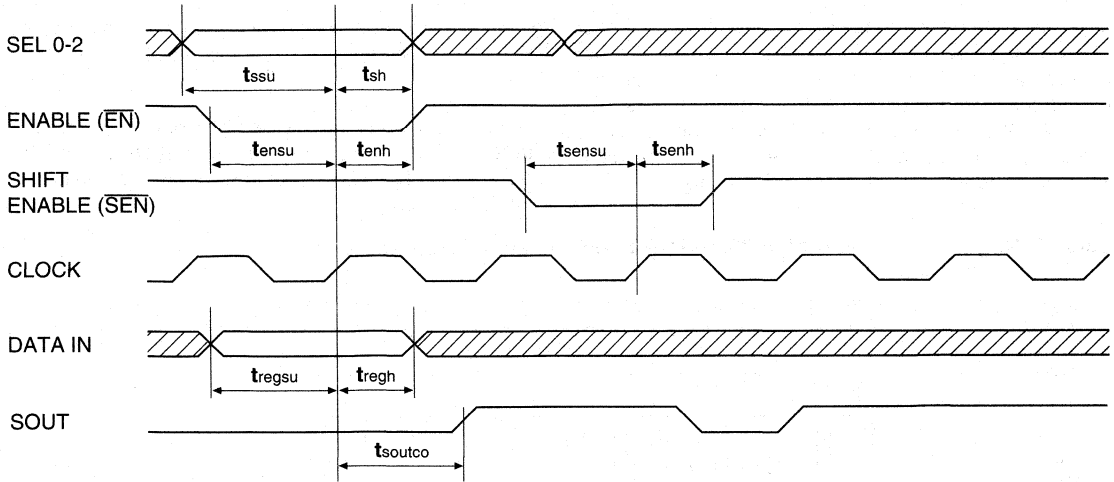 SEL 0-2
tssu
tsh
ENABLE (EN)
tensu
tenh
tsensu
tsenh
SHIFT
ENABLE (SEN)
CLOCK
DATA IN
tregsu
tregh
SOUT
tsoutco